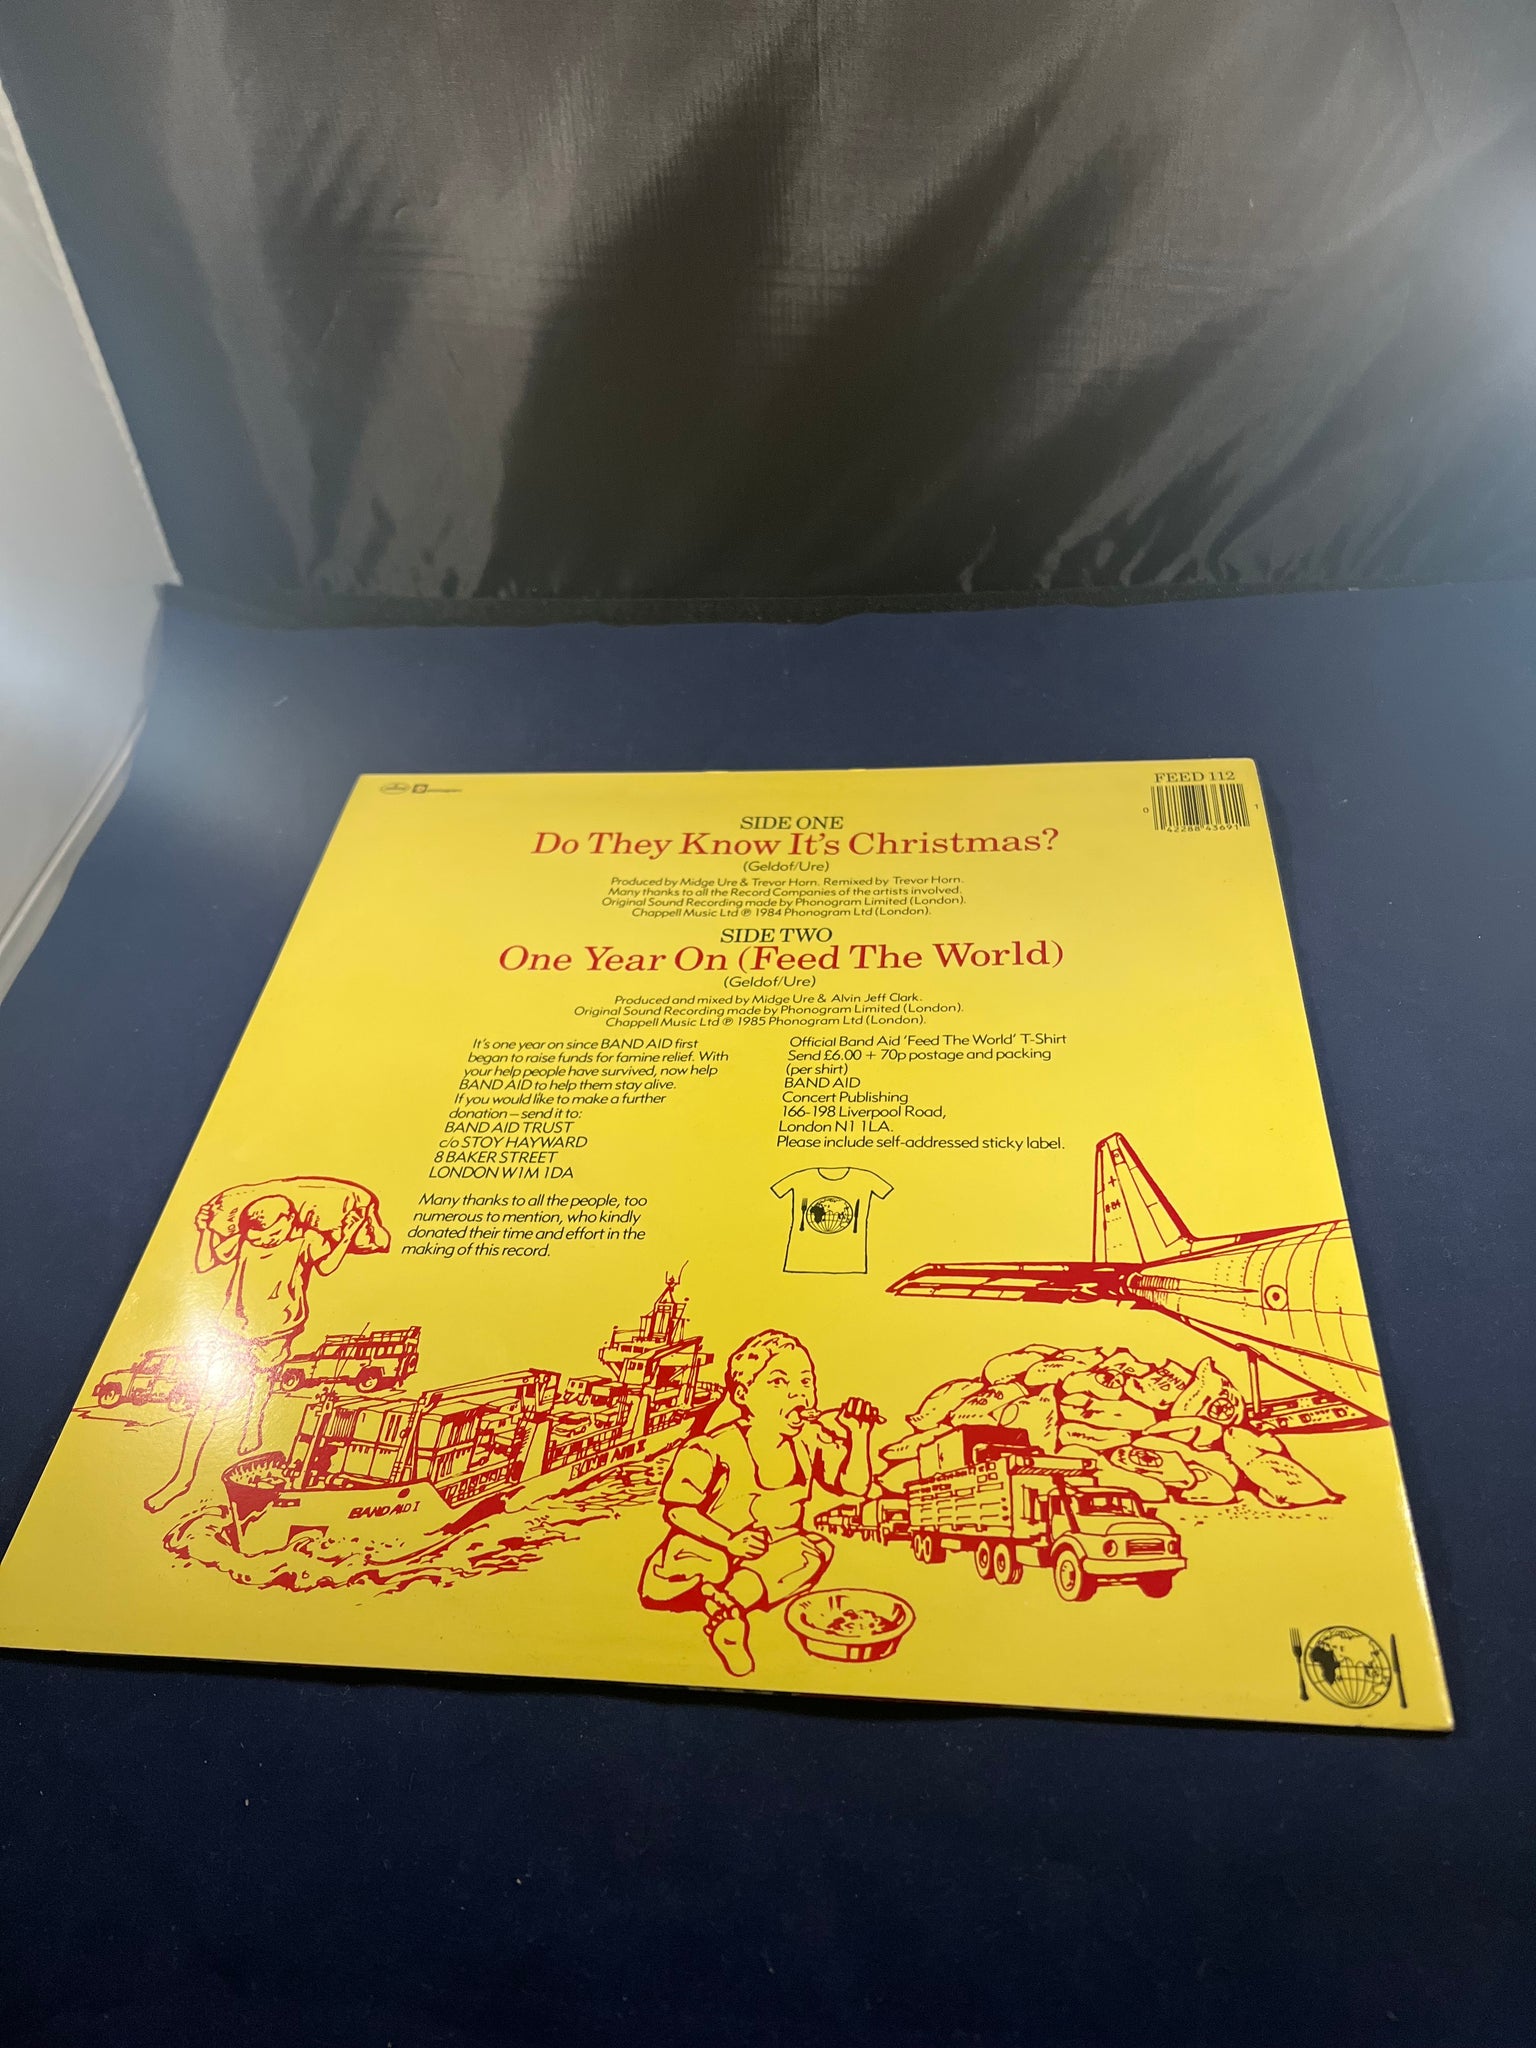 FEED 112
0 42288 43691 1
SIDE ONE
Do They Know It's Christmas?
(Geldof/Ure)
Produced by Midge Ure & Trevor Horn. Remixed by Trevor Horn.
Many thanks to all the Record Companies of the artists involved.
Original Sound Recording made by Phonogram Limited (London).
Chappell Music Ltd ℗ 1984 Phonogram Ltd (London).
SIDE TWO
One Year On (Feed The World)
(Geldof/Ure)
Produced and mixed by Midge Ure & Alvin Jeff Clark.
Original Sound Recording made by Phonogram Limited (London).
Chappell Music Ltd ℗ 1985 Phonogram Ltd (London).
It's one year on since BAND AID first
began to raise funds for famine relief. With
your help people have survived, now help
BAND AID to help them stay alive.
If you would like to make a further
donation – send it to:
BAND AID TRUST
c/o STOY HAYWARD
8 BAKER STREET
LONDON W1M 1DA
Many thanks to all the people, too
numerous to mention, who kindly
donated their time and effort in the
making of this record.
Official Band Aid 'Feed The World' T-Shirt
Send £6.00 + 70p postage and packing
(per shirt)
BAND AID
Concert Publishing
166-198 Liverpool Road,
London N1 1LA.
Please include self-addressed sticky label.
BAND AID I
BAND
AID
BAND
AID